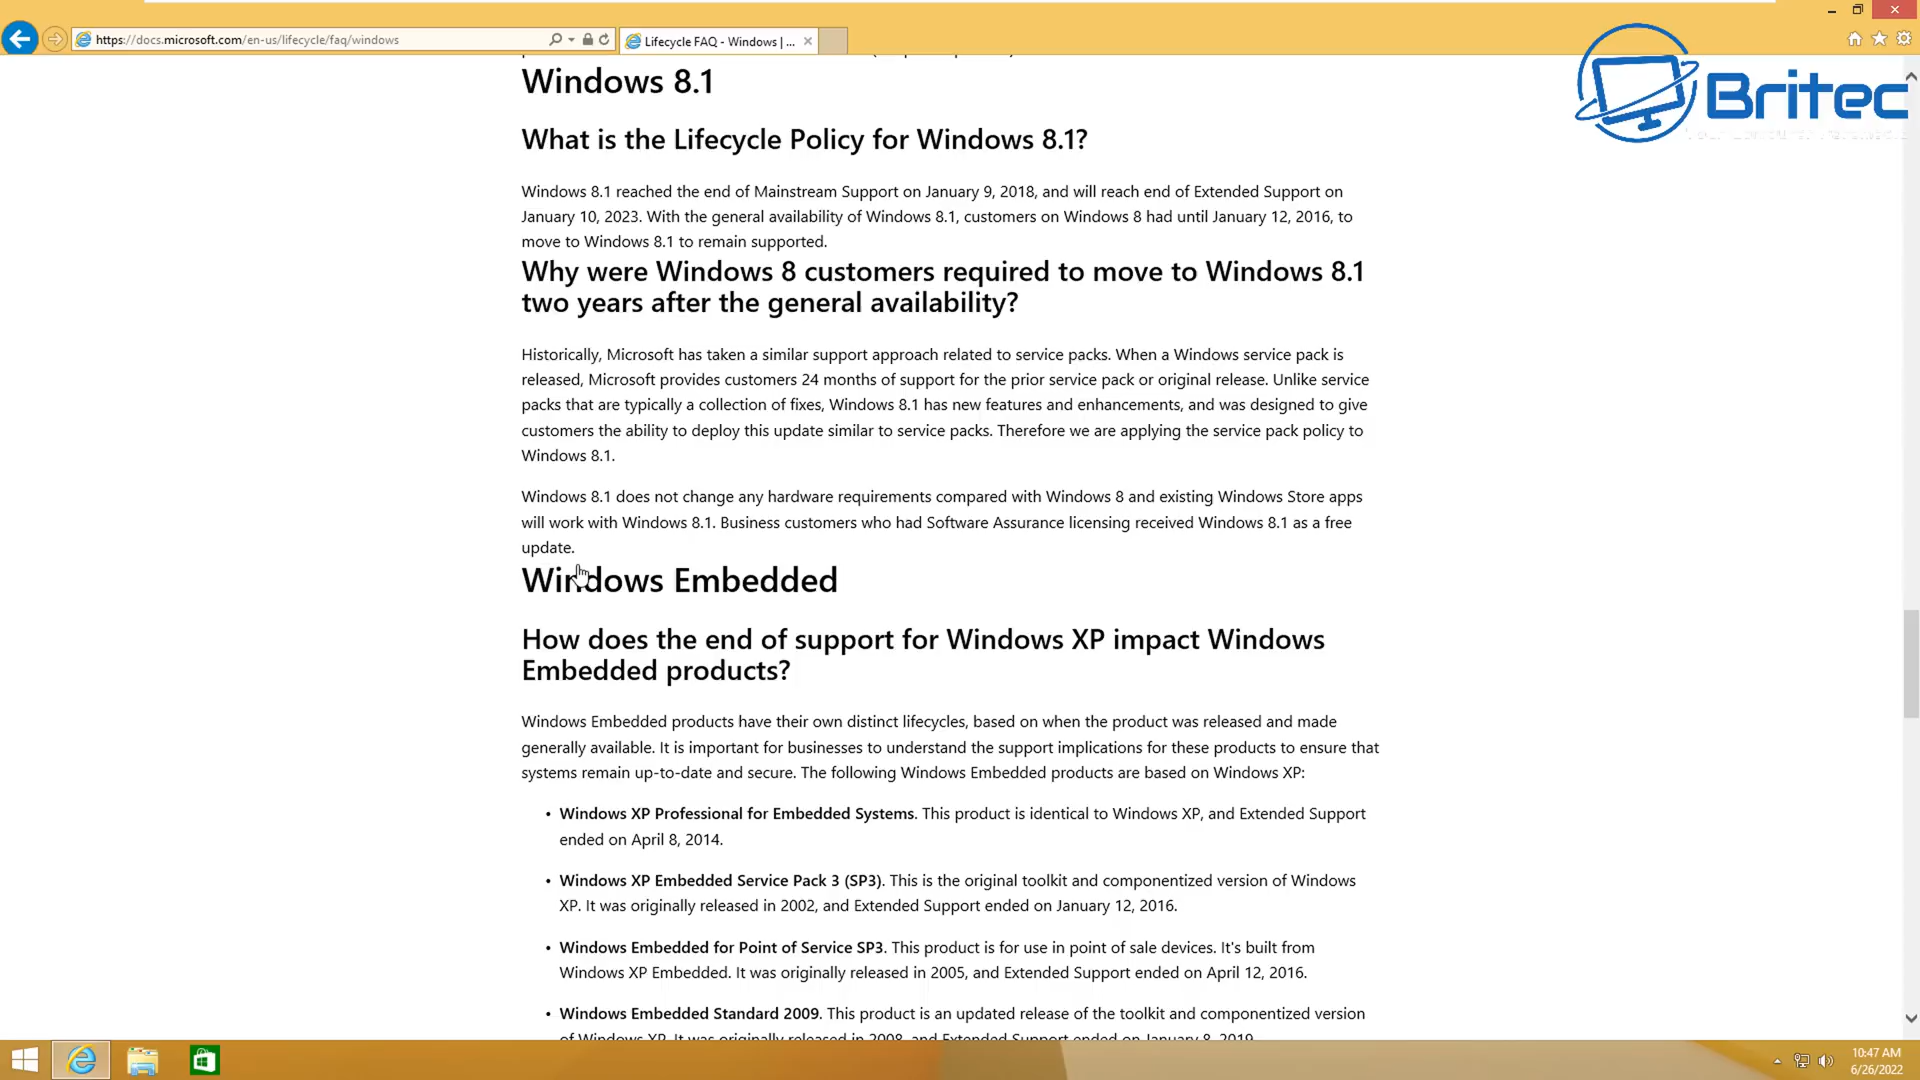 https://docs.microsoft.com/en-us/lifecycle/faq/windows
Lifecycle FAQ - Windows | ...
Britec
Windows 8.1
What is the Lifecycle Policy for Windows 8.1?
Windows 8.1 reached the end of Mainstream Support on January 9, 2018, and will reach end of Extended Support on
January 10, 2023. With the general availability of Windows 8.1, customers on Windows 8 had until January 12, 2016, to
move to Windows 8.1 to remain supported.
Why were Windows 8 customers required to move to Windows 8.1
two years after the general availability?
Historically, Microsoft has taken a similar support approach related to service packs. When a Windows service pack is
released, Microsoft provides customers 24 months of support for the prior service pack or original release. Unlike service
packs that are typically a collection of fixes, Windows 8.1 has new features and enhancements, and was designed to give
customers the ability to deploy this update similar to service packs. Therefore we are applying the service pack policy to
Windows 8.1.
Windows 8.1 does not change any hardware requirements compared with Windows 8 and existing Windows Store apps
will work with Windows 8.1. Business customers who had Software Assurance licensing received Windows 8.1 as a free
update.
Windows Embedded
How does the end of support for Windows XP impact Windows
Embedded products?
Windows Embedded products have their own distinct lifecycles, based on when the product was released and made
generally available. It is important for businesses to understand the support implications for these products to ensure that
systems remain up-to-date and secure. The following Windows Embedded products are based on Windows XP:
• Windows XP Professional for Embedded Systems. This product is identical to Windows XP, and Extended Support
ended on April 8, 2014.
• Windows XP Embedded Service Pack 3 (SP3). This is the original toolkit and componentized version of Windows
XP. It was originally released in 2002, and Extended Support ended on January 12, 2016.
• Windows Embedded for Point of Service SP3. This product is for use in point of sale devices. It's built from
Windows XP Embedded. It was originally released in 2005, and Extended Support ended on April 12, 2016.
• Windows Embedded Standard 2009. This product is an updated release of the toolkit and componentized version
of Windows XP. It was originally released in 2008, and Extended Support ended on January 8, 2019.
10:47 AM
6/26/2022